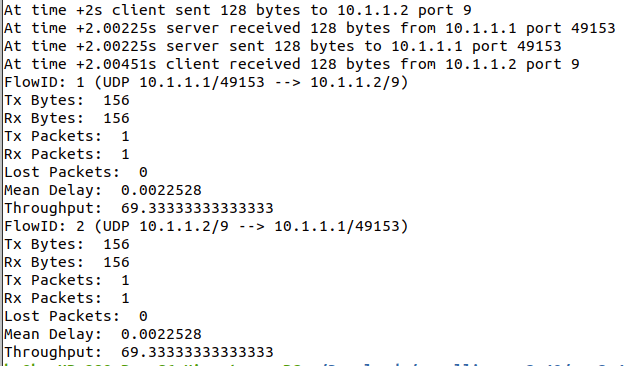 At time +2s client sent 128 bytes to 10.1.1.2 port 9
At time +2.00225s server received 128 bytes from 10.1.1.1 port 49153
At time +2.00225s server sent 128 bytes to 10.1.1.1 port 49153
At time +2.00451s client received 128 bytes from 10.1.1.2 port 9
FlowID: 1 (UDP 10.1.1.1/49153 --> 10.1.1.2/9)
Tx Bytes:  156
Rx Bytes:  156
Tx Packets:  1
Rx Packets:  1
Lost Packets:  0
Mean Delay:  0.0022528
Throughput:  69.33333333333333
FlowID: 2 (UDP 10.1.1.2/9 --> 10.1.1.1/49153)
Tx Bytes:  156
Rx Bytes:  156
Tx Packets:  1
Rx Packets:  1
Lost Packets:  0
Mean Delay:  0.0022528
Throughput:  69.33333333333333